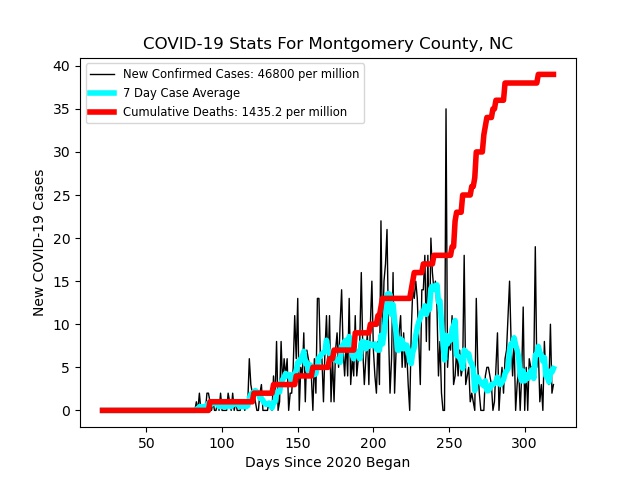 COVID-19 Stats For Montgomery County, NC
New Confirmed Cases: 46800 per million
7 Day Case Average
Cumulative Deaths: 1435.2 per million
New COVID-19 Cases
40
35
30
25
20
15
10
5
0
50
100
150
200
250
300
Days Since 2020 Began